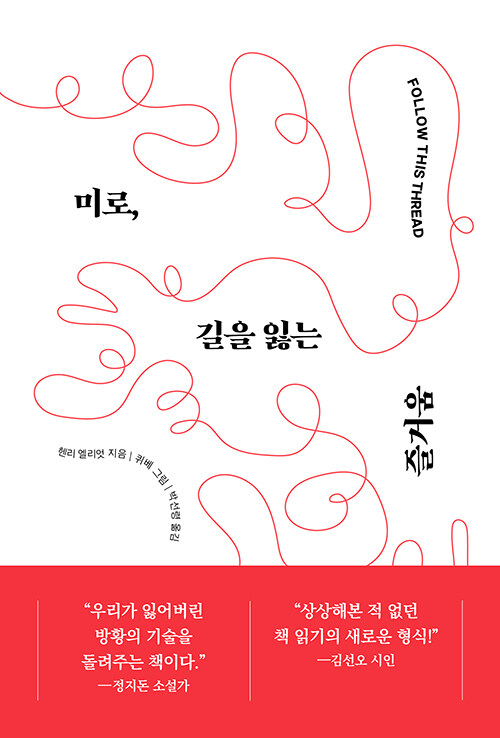 FOLLOW THIS THREAD
미로,
길을 잃는
즐거움
헨리 엘리엇 지음 | 퀴베 그림 | 박선령 옮김
“우리가 잃어버린
방황의 기술을
돌려주는 책이다.”
—정지돈 소설가
“상상해본 적 없던
책 읽기의 새로운 형식!”
—김선오 시인